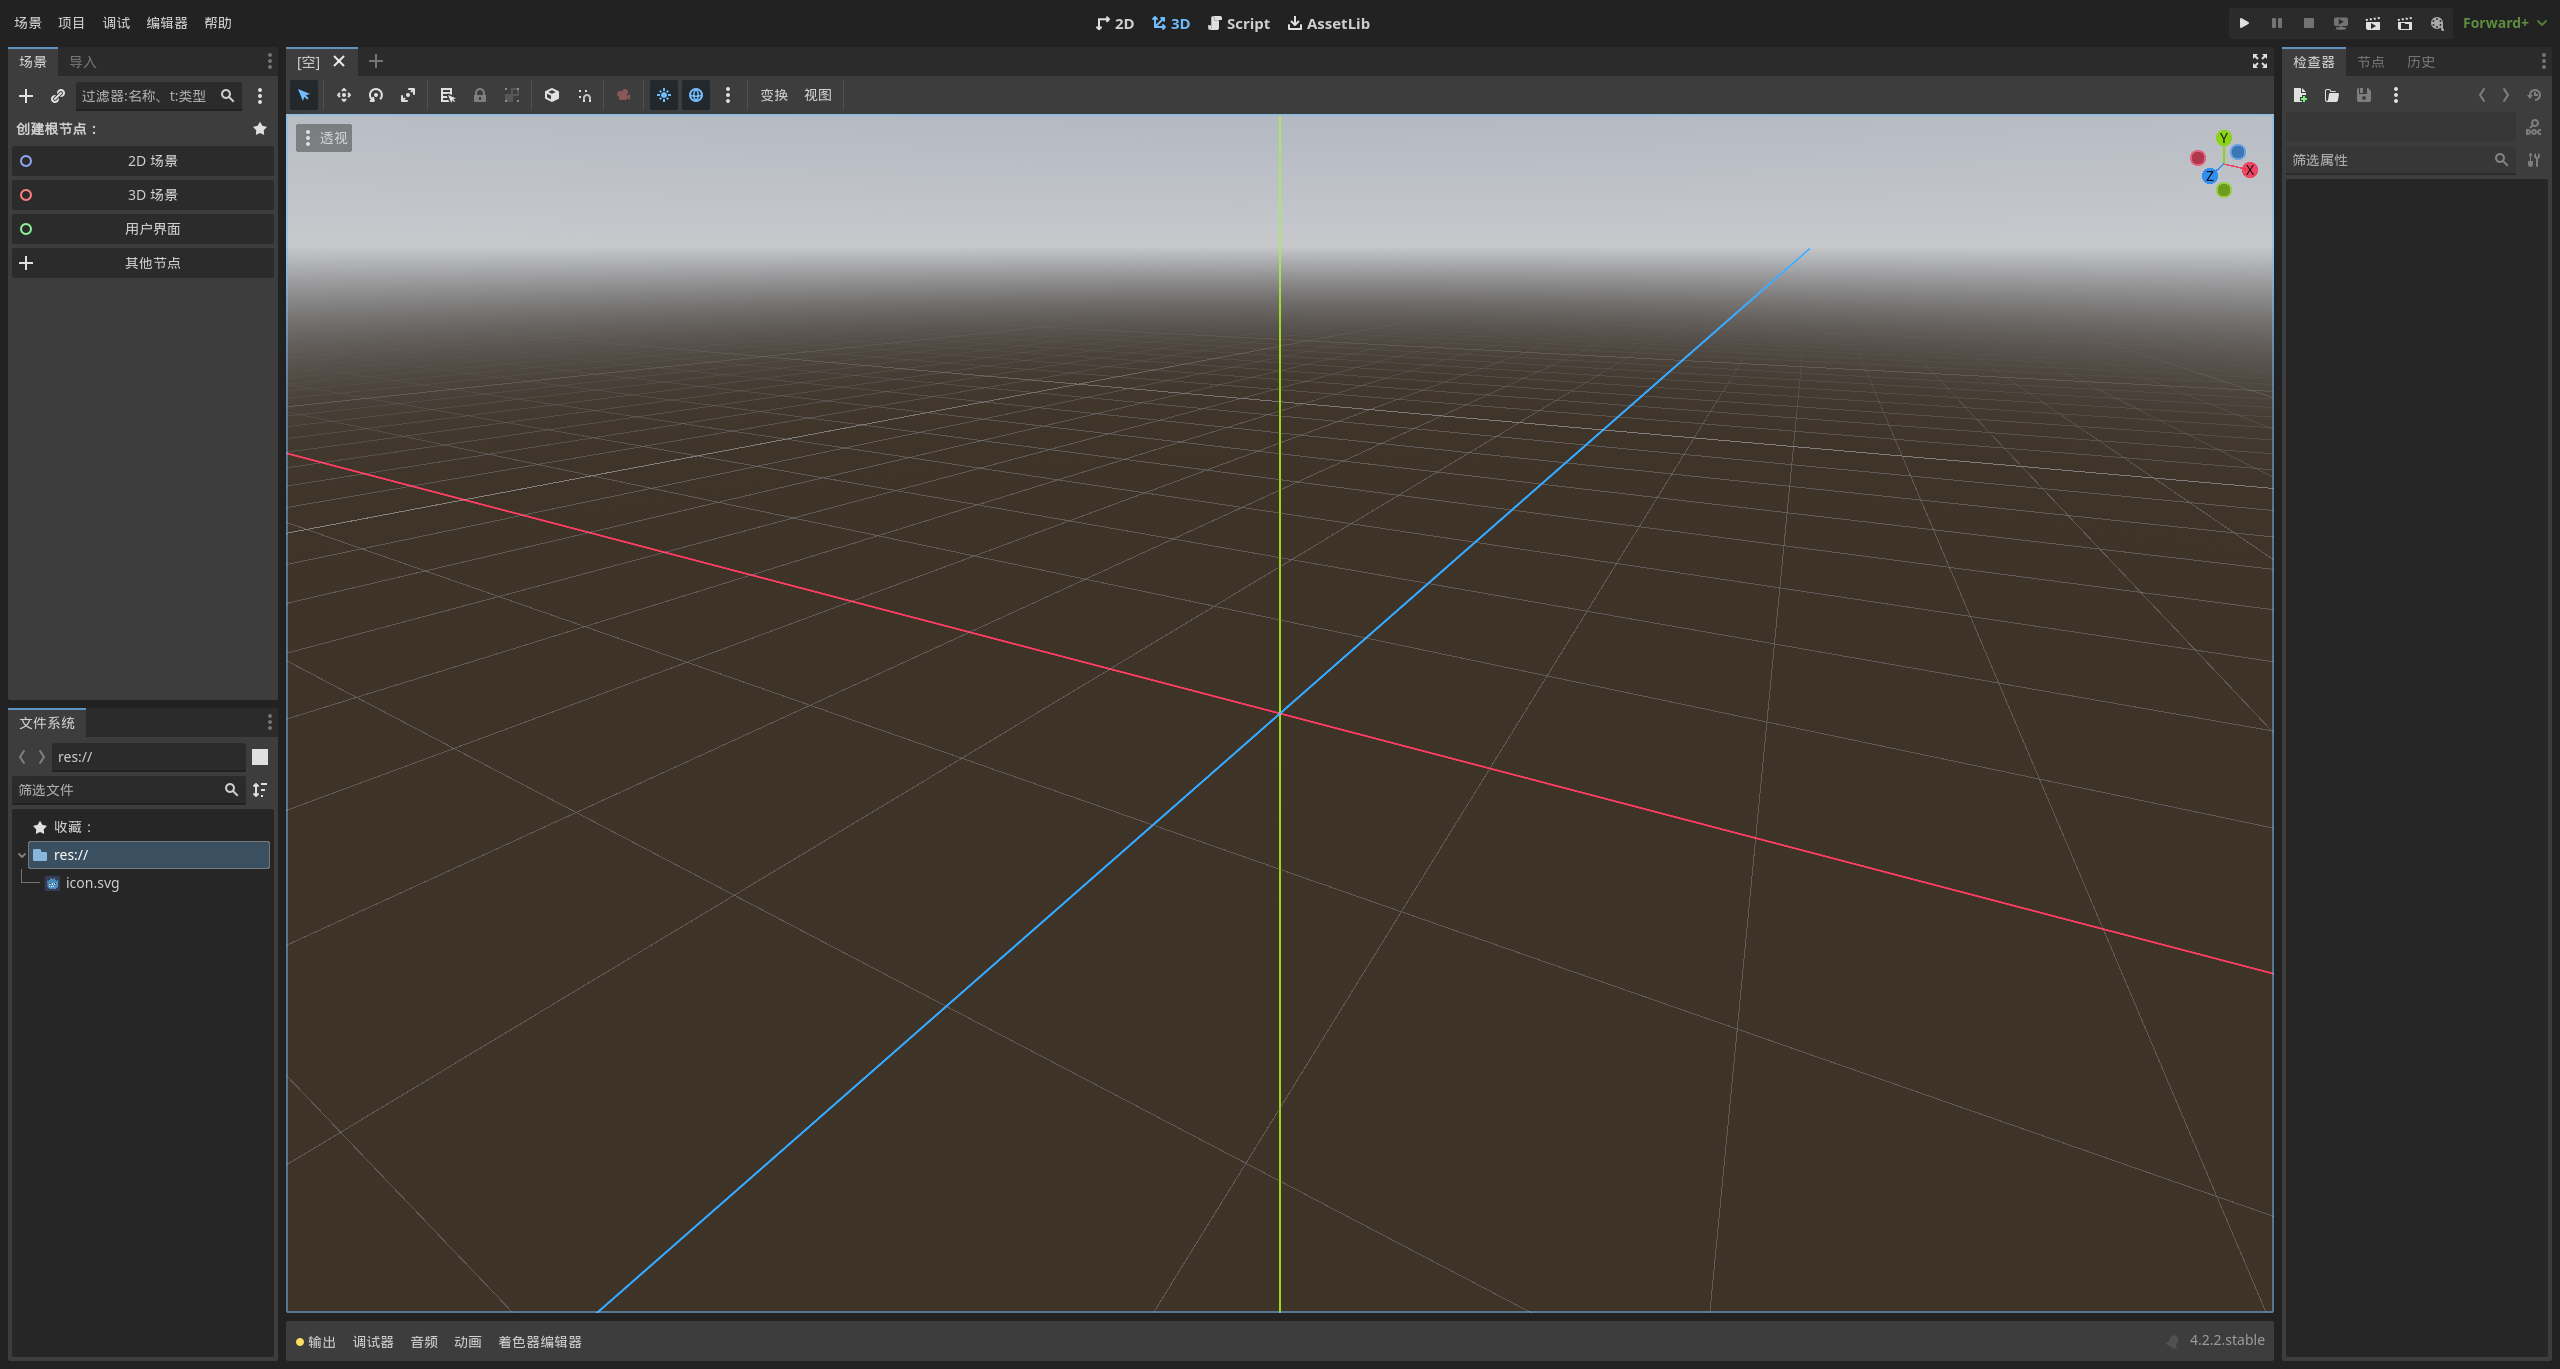 场景 项目 调试 编辑器 帮助
2D 3D Script AssetLib
Forward+
场景 导入
过滤器:名称、t:类型
创建根节点：
2D 场景
3D 场景
用户界面
其他节点
文件系统
res://
筛选文件
收藏：
res://
icon.svg
[空]
变换 视图
透视
Y
X
Z
输出 调试器 音频 动画 着色器编辑器
4.2.2.stable
检查器 节点 历史
DOC
筛选属性